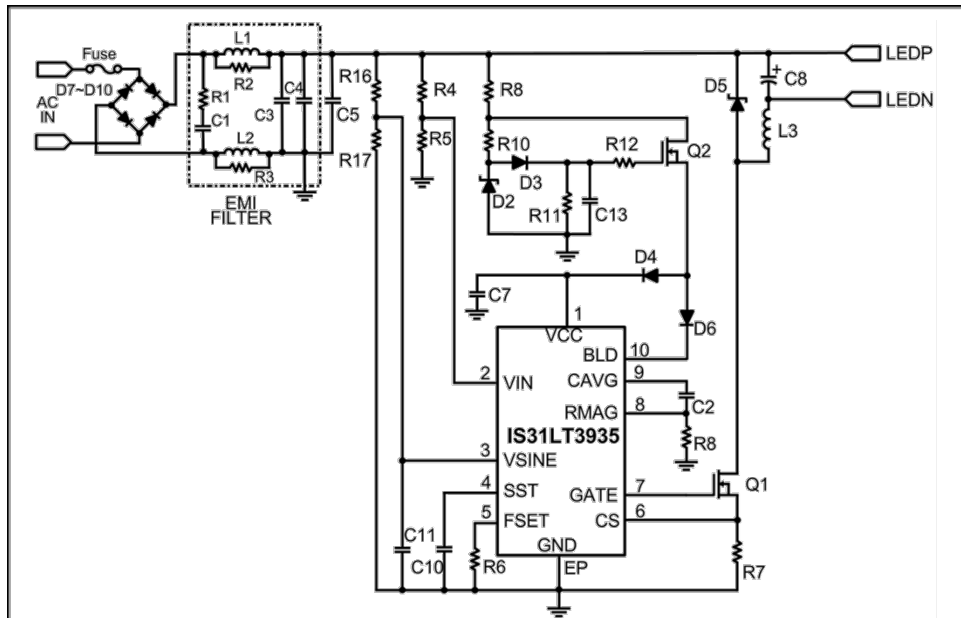 Fuse
D7~D10
AC
IN
L1
R2
R1
C1
C3
C4
C5
L2
R3
EMI
FILTER
R16
R17
R4
R5
R8
R10
D3
D2
R11
C13
R12
Q2
D5
C8
+
L3
LEDP
LEDN
D4
D6
C7
1
VCC
BLD
10
CAVG
9
C2
RMAG
8
R8
2
VIN
IS31LT3935
3
VSINE
4
SST
5
FSET
GATE
7
CS
6
Q1
R7
GND
EP
C11
C10
R6